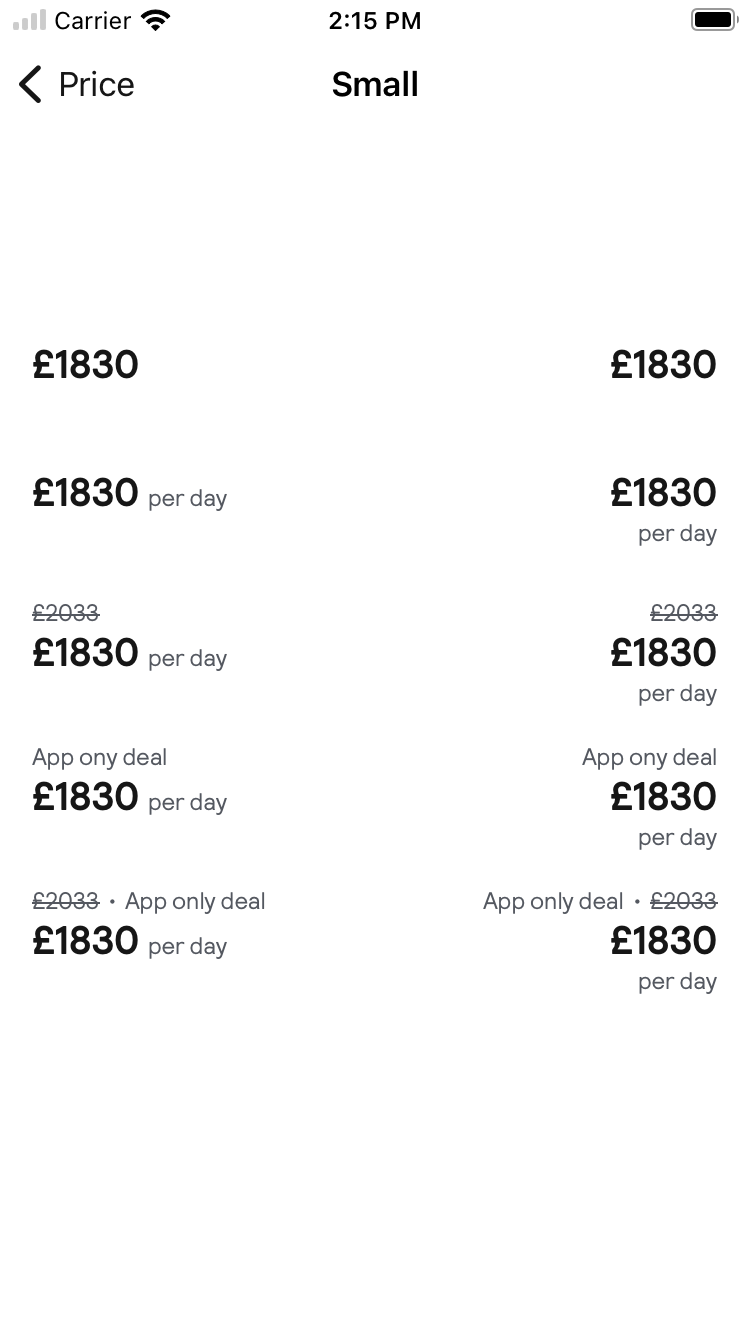 Carrier 2:15 PM
Price Small
£1830 £1830
£1830 per day £1830
per day
£2033 £2033
£1830 per day £1830
per day
App ony deal App ony deal
£1830 per day £1830
per day
£2033 • App only deal App only deal • £2033
£1830 per day £1830
per day